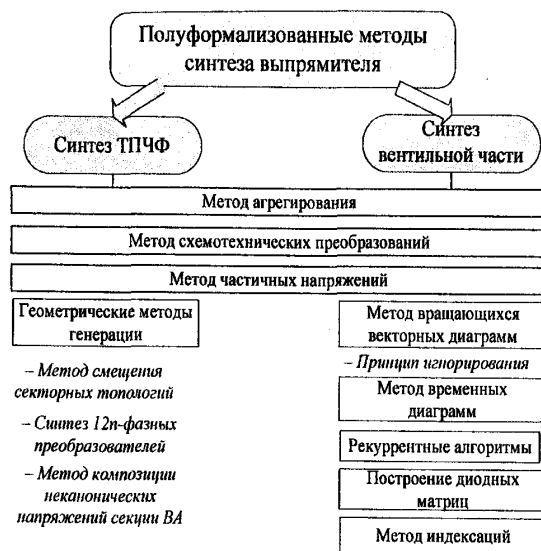 Полуформализованные методы
синтеза выпрямителя
Синтез ТПЧФ
Синтез
вентильной части
Метод агрегирования
Метод схемотехнических преобразований
Метод частичных напряжений
Геометрические методы
генерации
– Метод смещения
секторных топологий
– Синтез 12n-фазных
преобразователей
– Метод композиции
неканонических
напряжений секции ВА
Метод вращающихся
векторных диаграмм
– Принцип игнорирования
Метод временных
диаграмм
Рекуррентные алгоритмы
Построение диодных
матриц
Метод индексаций